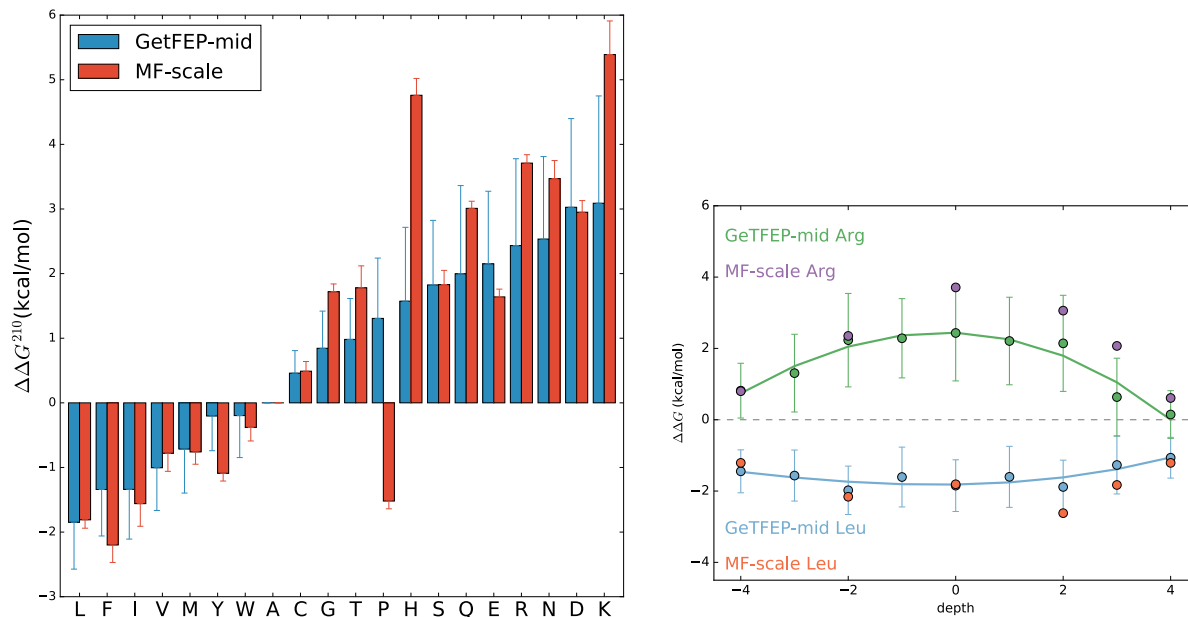 6
5
4
3
2
1
0
−1
−2
−3
ΔΔG²¹⁰(kcal/mol)
GetFEP-mid
MF-scale
L F I V M Y W A C G T P H S Q E R N D K
6
4
2
0
−2
−4
ΔΔG (kcal/mol)
GeTFEP-mid Arg
MF-scale Arg
GeTFEP-mid Leu
MF-scale Leu
−4 −2 0 2 4
depth